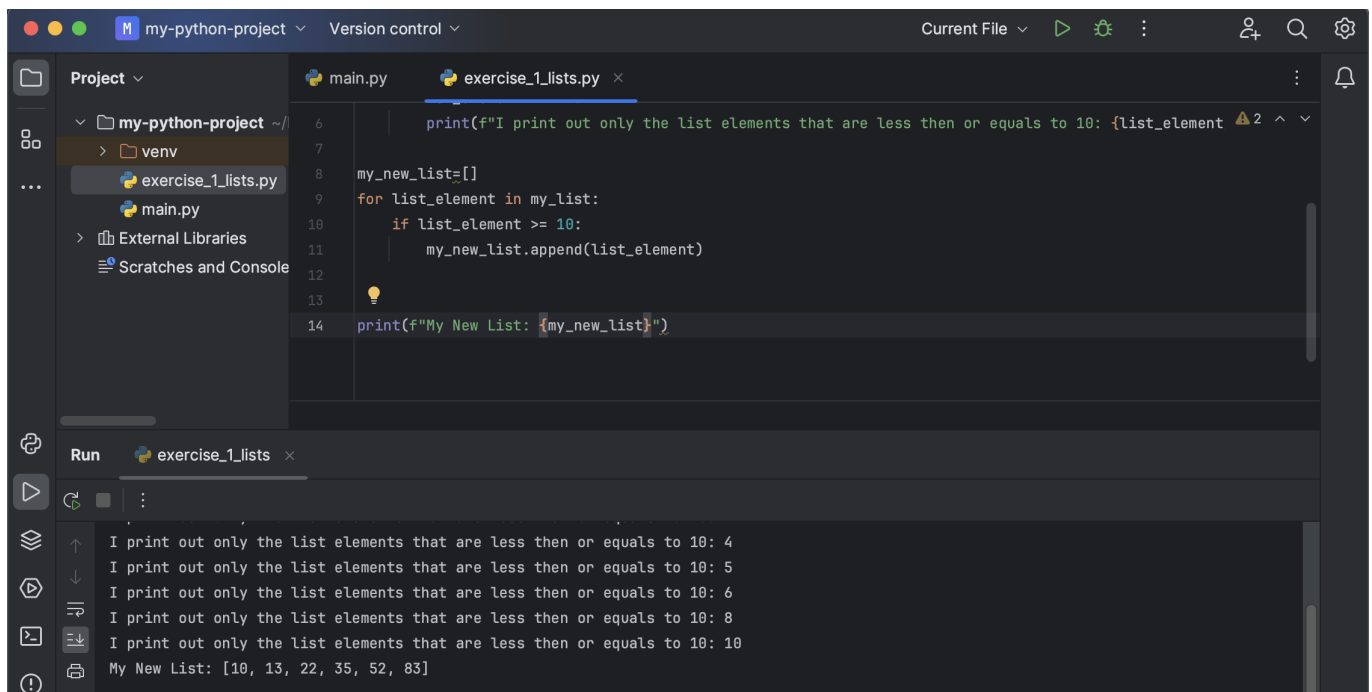 M my-python-project Version control Current File
Project main.py exercise_1_lists.py
my-python-project ~/
venv
exercise_1_lists.py
main.py
External Libraries
Scratches and Console
6 print(f"I print out only the list elements that are less then or equals to 10: {list_element 2
7
8 my_new_list=[]
9 for list_element in my_list:
10 if list_element >= 10:
11 my_new_list.append(list_element)
12
13
14 print(f"My New List: {my_new_list}")
Run exercise_1_lists
I print out only the list elements that are less then or equals to 10: 4
I print out only the list elements that are less then or equals to 10: 5
I print out only the list elements that are less then or equals to 10: 6
I print out only the list elements that are less then or equals to 10: 8
I print out only the list elements that are less then or equals to 10: 10
My New List: [10, 13, 22, 35, 52, 83]